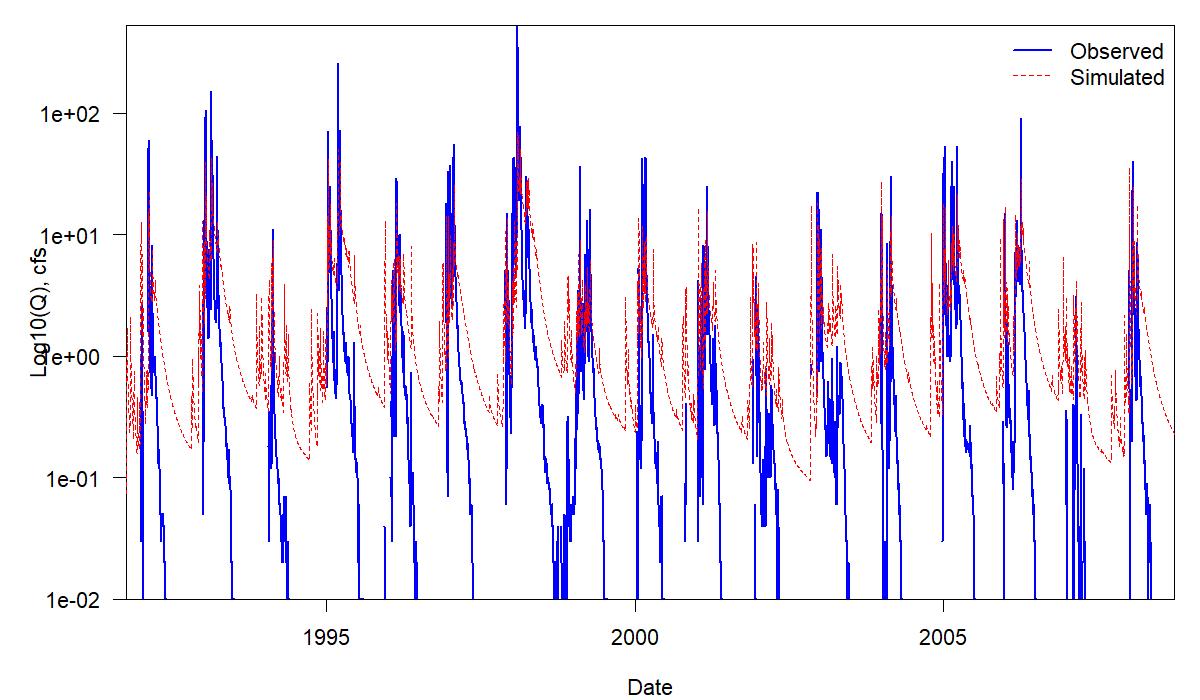 Observed
Simulated
1e+02
1e+01
1e+00
1e-01
1e-02
Log10(Q), cfs
1995
2000
2005
Date